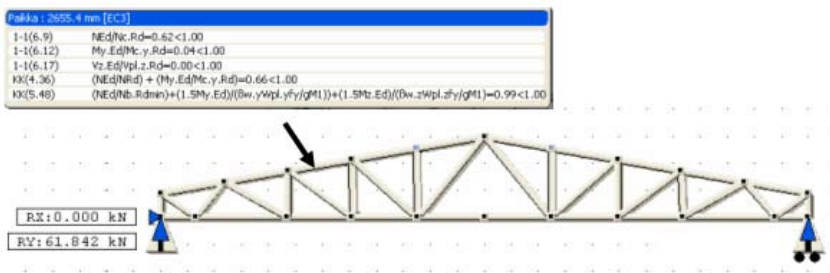 Paikka : 2655.4 mm [EC3]
1-1(6.9) NEd/Nc.Rd=0.62<1.00
1-1(6.12) My.Ed/Mc.y.Rd=0.04<1.00
1-1(6.17) Vz.Ed/Vpl.z.Rd=0.00<1.00
KK(4.36) (NEd/NRd) + (My.Ed/Mc.y.Rd)=0.66<1.00
KK(5.48) (NEd/Nb.Rdmin)+(1.5My.Ed)/(βw.yWpl.yfy/gM1))+(1.5Mz.Ed)/(βw.zWpl.zfy/gM1)=0.99<1.00
RX:0.000 kN
RY:61.842 kN